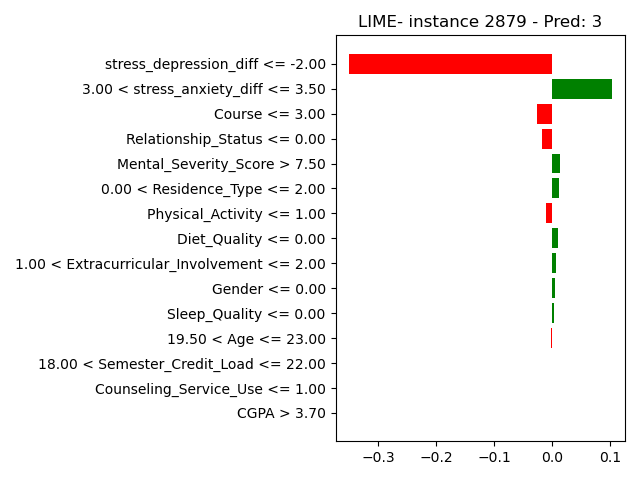 LIME- instance 2879 - Pred: 3
stress_depression_diff <= -2.00
3.00 < stress_anxiety_diff <= 3.50
Course <= 3.00
Relationship_Status <= 0.00
Mental_Severity_Score > 7.50
0.00 < Residence_Type <= 2.00
Physical_Activity <= 1.00
Diet_Quality <= 0.00
1.00 < Extracurricular_Involvement <= 2.00
Gender <= 0.00
Sleep_Quality <= 0.00
19.50 < Age <= 23.00
18.00 < Semester_Credit_Load <= 22.00
Counseling_Service_Use <= 1.00
CGPA > 3.70
−0.3 −0.2 −0.1 0.0 0.1